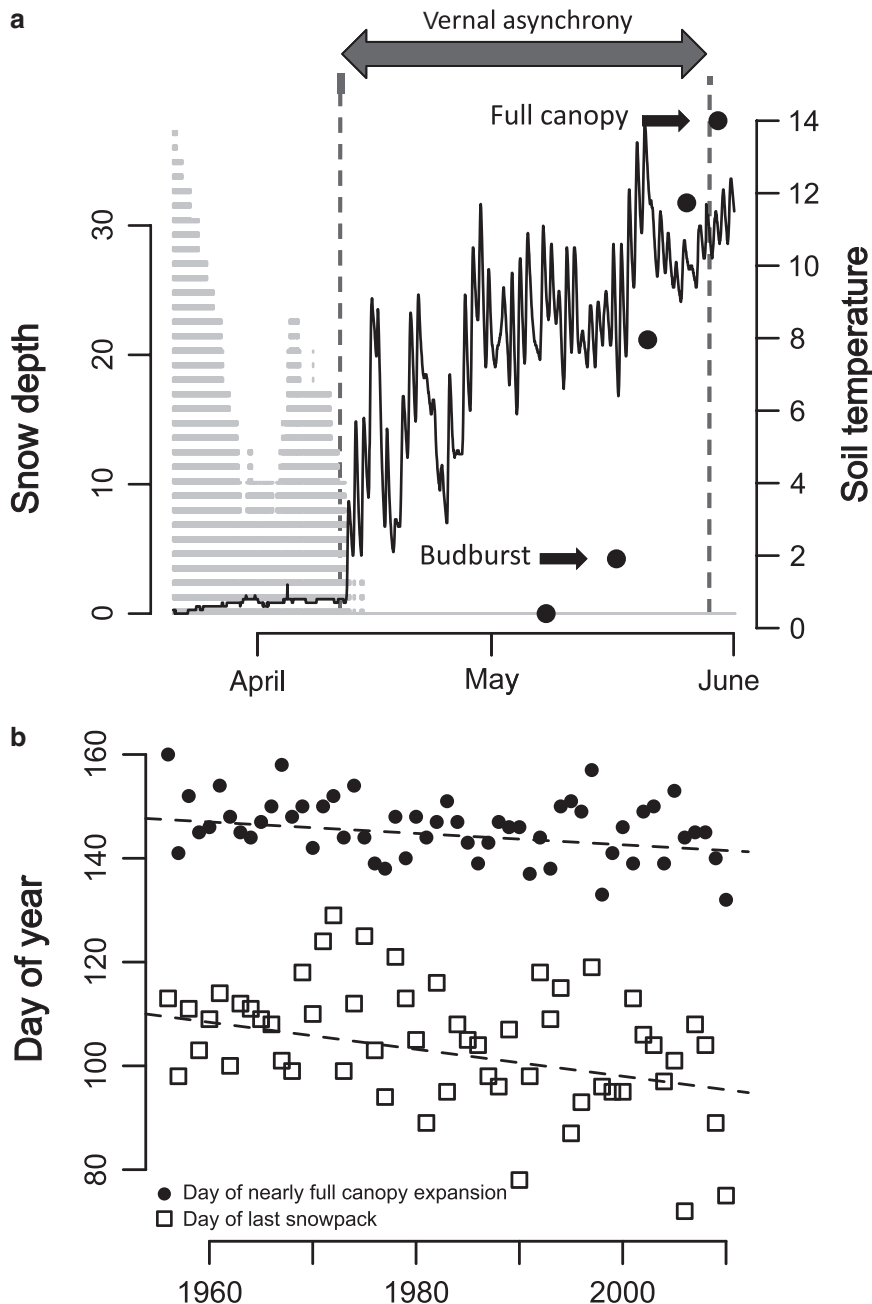 a
Vernal asynchrony
Full canopy
Budburst
Snow depth
0
10
20
30
Soil temperature
0
2
4
6
8
10
12
14
April
May
June
b
Day of year
80
100
120
140
160
Day of nearly full canopy expansion
Day of last snowpack
1960
1980
2000